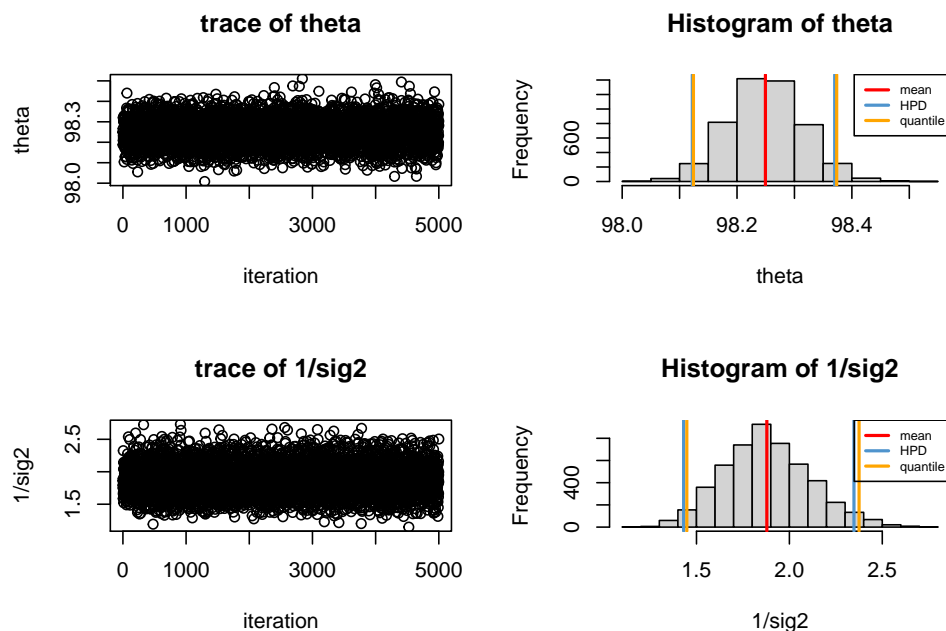 trace of theta
theta
98.0 98.3
0 1000 3000 5000
iteration
Histogram of theta
Frequency
0 600
98.0 98.2 98.4
theta
mean
HPD
quantile
trace of 1/sig2
1/sig2
1.5 2.5
0 1000 3000 5000
iteration
Histogram of 1/sig2
Frequency
0 400
1.5 2.0 2.5
1/sig2
mean
HPD
quantile